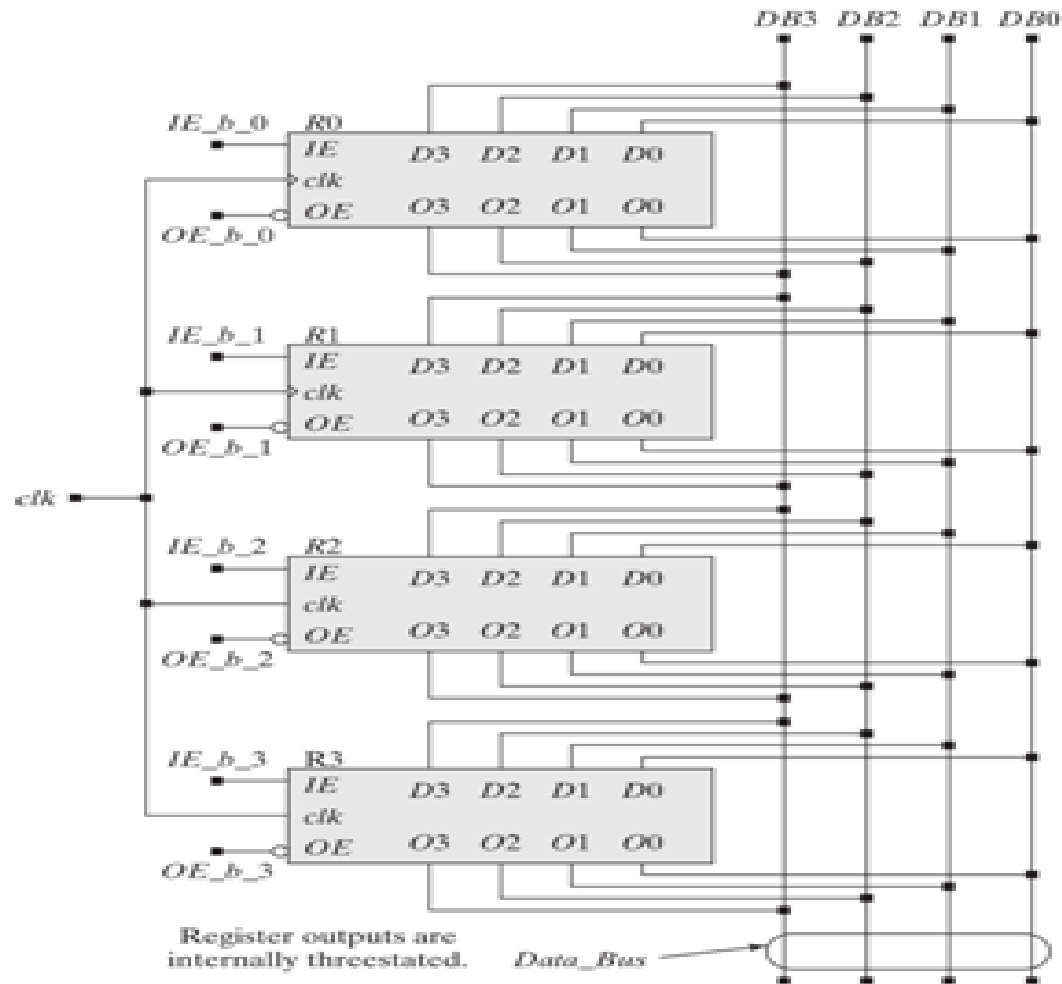 DB3 DB2 DB1 DB0
IE_b_0 R0
IE D3 D2 D1 D0
clk
OE O3 O2 O1 O0
OE_b_0
IE_b_1 R1
IE D3 D2 D1 D0
clk
OE O3 O2 O1 O0
OE_b_1
clk
IE_b_2 R2
IE D3 D2 D1 D0
clk
OE O3 O2 O1 O0
OE_b_2
IE_b_3 R3
IE D3 D2 D1 D0
clk
OE O3 O2 O1 O0
OE_b_3
Register outputs are
internally threestated.
Data_Bus